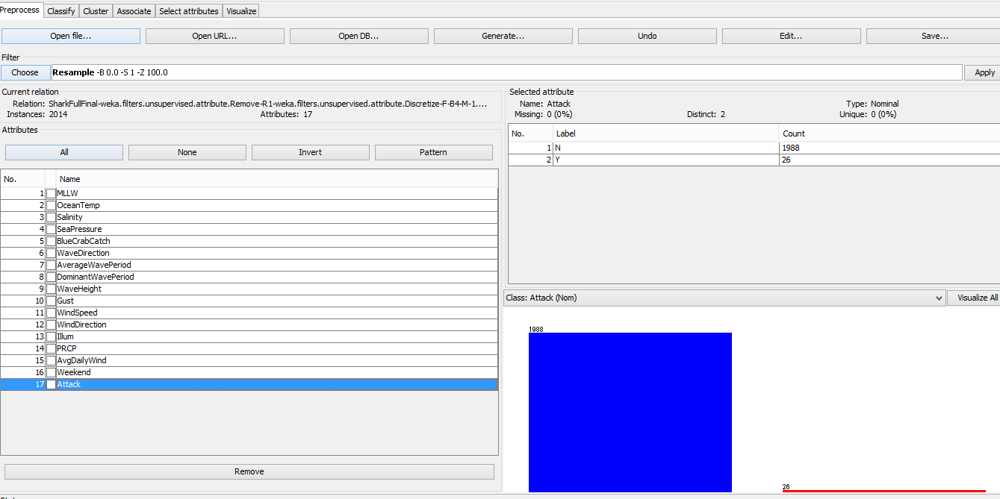 Preprocess Classify Cluster Associate Select attributes Visualize
Open file... Open URL... Open DB... Generate... Undo Edit... Save...
Filter
Choose Resample -B 0.0 -S 1 -Z 100.0 Apply
Current relation
Relation: SharkFullFinal-weka.filters.unsupervised.attribute.Remove-R1-weka.filters.unsupervised.attribute.Discretize-F-B4-M-1....
Instances: 2014 Attributes: 17
Attributes
All None Invert Pattern
No. Name
1 MLLW
2 OceanTemp
3 Salinity
4 SeaPressure
5 BlueCrabCatch
6 WaveDirection
7 AverageWavePeriod
8 DominantWavePeriod
9 WaveHeight
10 Gust
11 WindSpeed
12 WindDirection
13 Illum
14 PRCP
15 AvgDailyWind
16 Weekend
17 Attack
Remove
Selected attribute
Name: Attack Type: Nominal
Missing: 0 (0%) Distinct: 2 Unique: 0 (0%)
No. Label Count
1 N 1988
2 Y 26
Class: Attack (Nom) Visualize All
1988
26